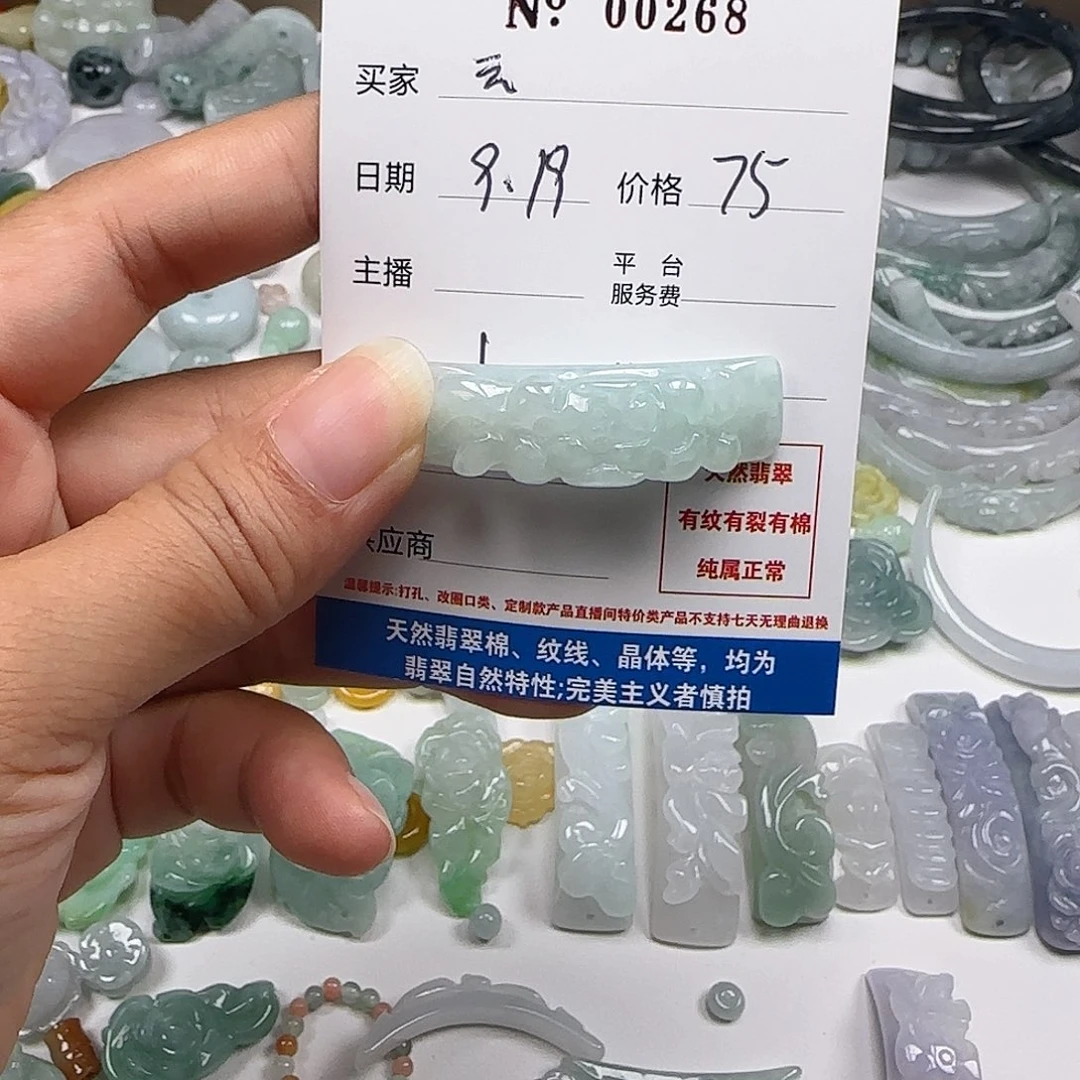 Nº 00268
买家 云
日期 9.19 价格 75
主播
平台
服务费
天然翡翠
有纹有裂有棉
纯属正常
应商
温馨提示:打孔、改圈口类、定制款产品直播间特价类产品不支持七天无理由退换
天然翡翠棉、纹线、晶体等，均为
翡翠自然特性;完美主义者慎拍